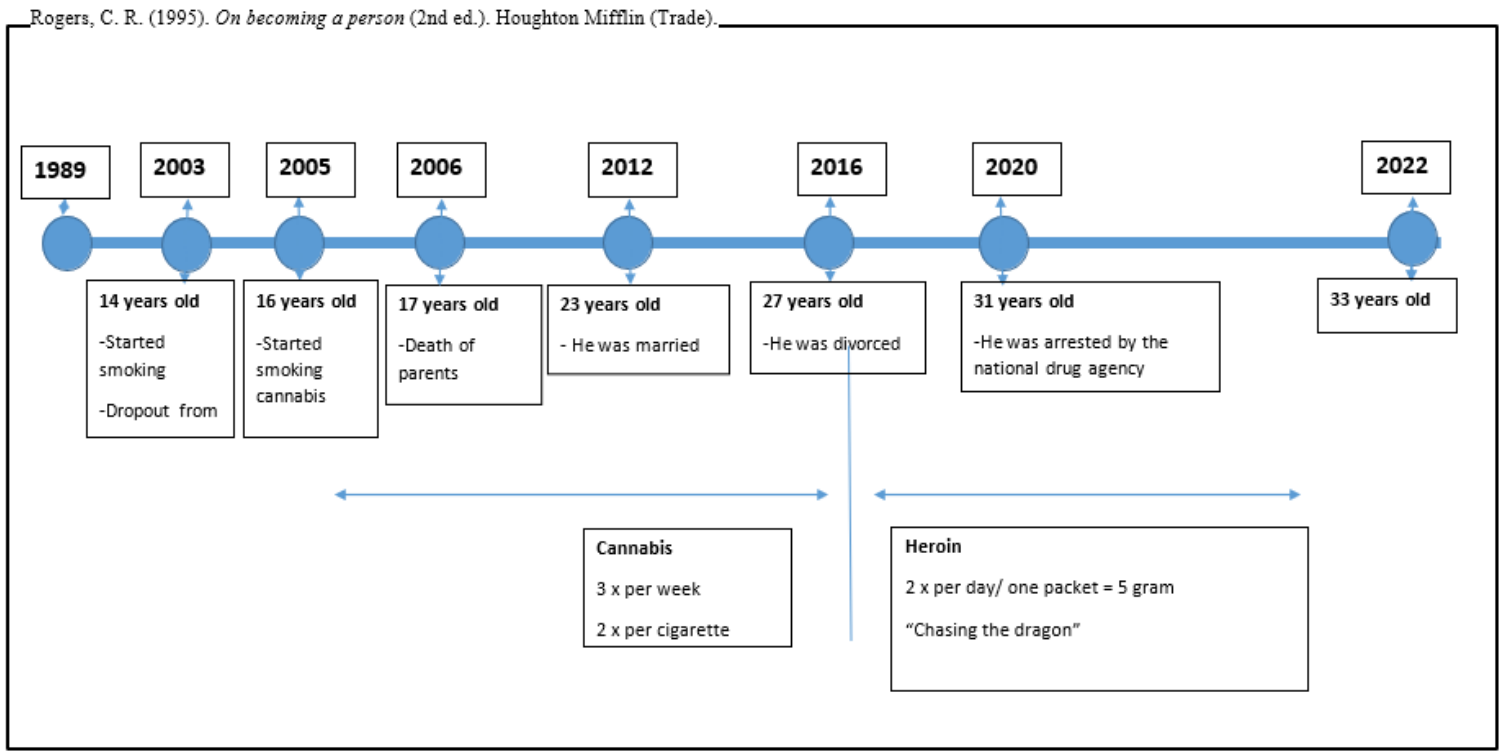 Rogers, C. R. (1995). On becoming a person (2nd ed.). Houghton Mifflin (Trade).
1989
2003
2005
2006
2012
2016
2020
2022
14 years old
-Started
smoking
-Dropout from
16 years old
-Started
smoking
cannabis
17 years old
-Death of
parents
23 years old
- He was married
27 years old
-He was divorced
31 years old
-He was arrested by the
national drug agency
33 years old
Cannabis
3 x per week
2 x per cigarette
Heroin
2 x per day/ one packet = 5 gram
“Chasing the dragon”